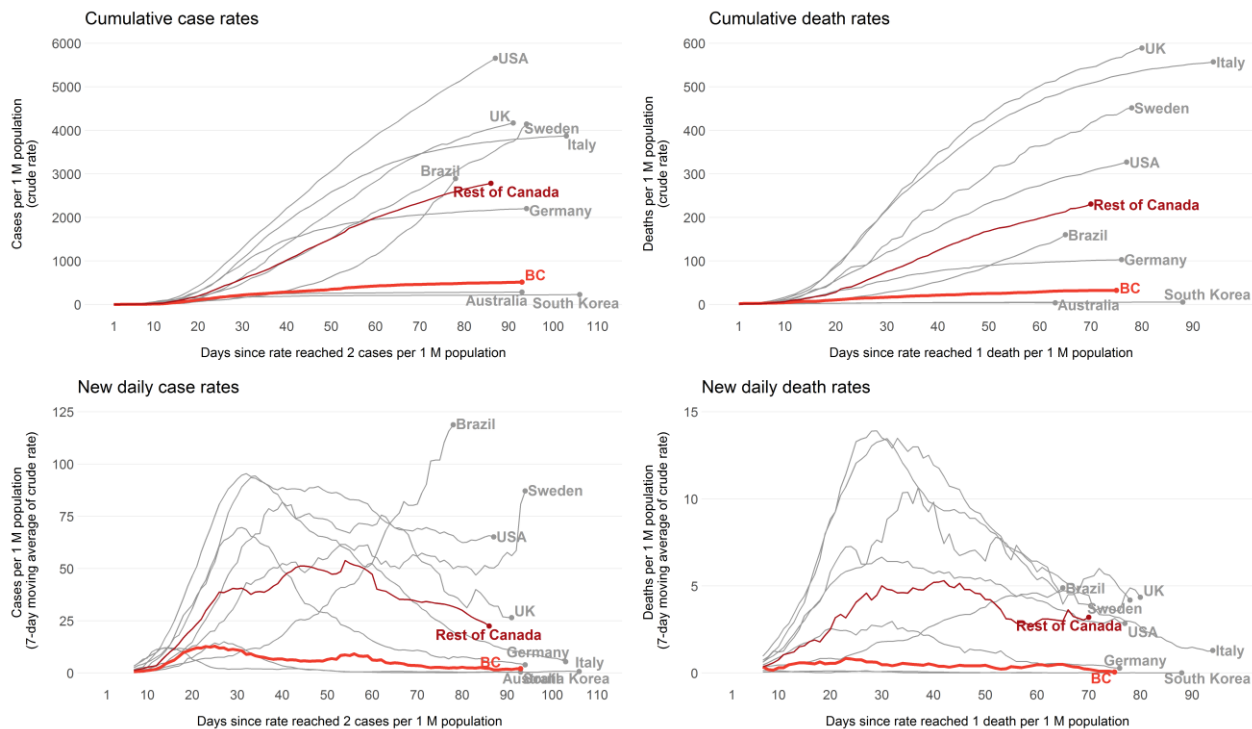 Cumulative case rates
Cases per 1 M population
(crude rate)
6000
5000
4000
3000
2000
1000
0
USA
UK
Sweden
Italy
Brazil
Rest of Canada
Germany
BC
Australia
South Korea
1 10 20 30 40 50 60 70 80 90 100 110
Days since rate reached 2 cases per 1 M population
Cumulative death rates
Deaths per 1 M population
(crude rate)
600
500
400
300
200
100
0
UK
Italy
Sweden
USA
Rest of Canada
Brazil
Germany
BC
South Korea
Australia
1 10 20 30 40 50 60 70 80 90
Days since rate reached 1 death per 1 M population
New daily case rates
Cases per 1 M population
(7-day moving average of crude rate)
125
100
75
50
25
0
Brazil
Sweden
USA
UK
Rest of Canada
Germany
Italy
BC
Australia
South Korea
1 10 20 30 40 50 60 70 80 90 100 110
Days since rate reached 2 cases per 1 M population
New daily death rates
Deaths per 1 M population
(7-day moving average of crude rate)
15
10
5
0
Brazil
UK
Sweden
Rest of Canada
USA
Italy
Germany
BC
South Korea
1 10 20 30 40 50 60 70 80 90
Days since rate reached 1 death per 1 M population